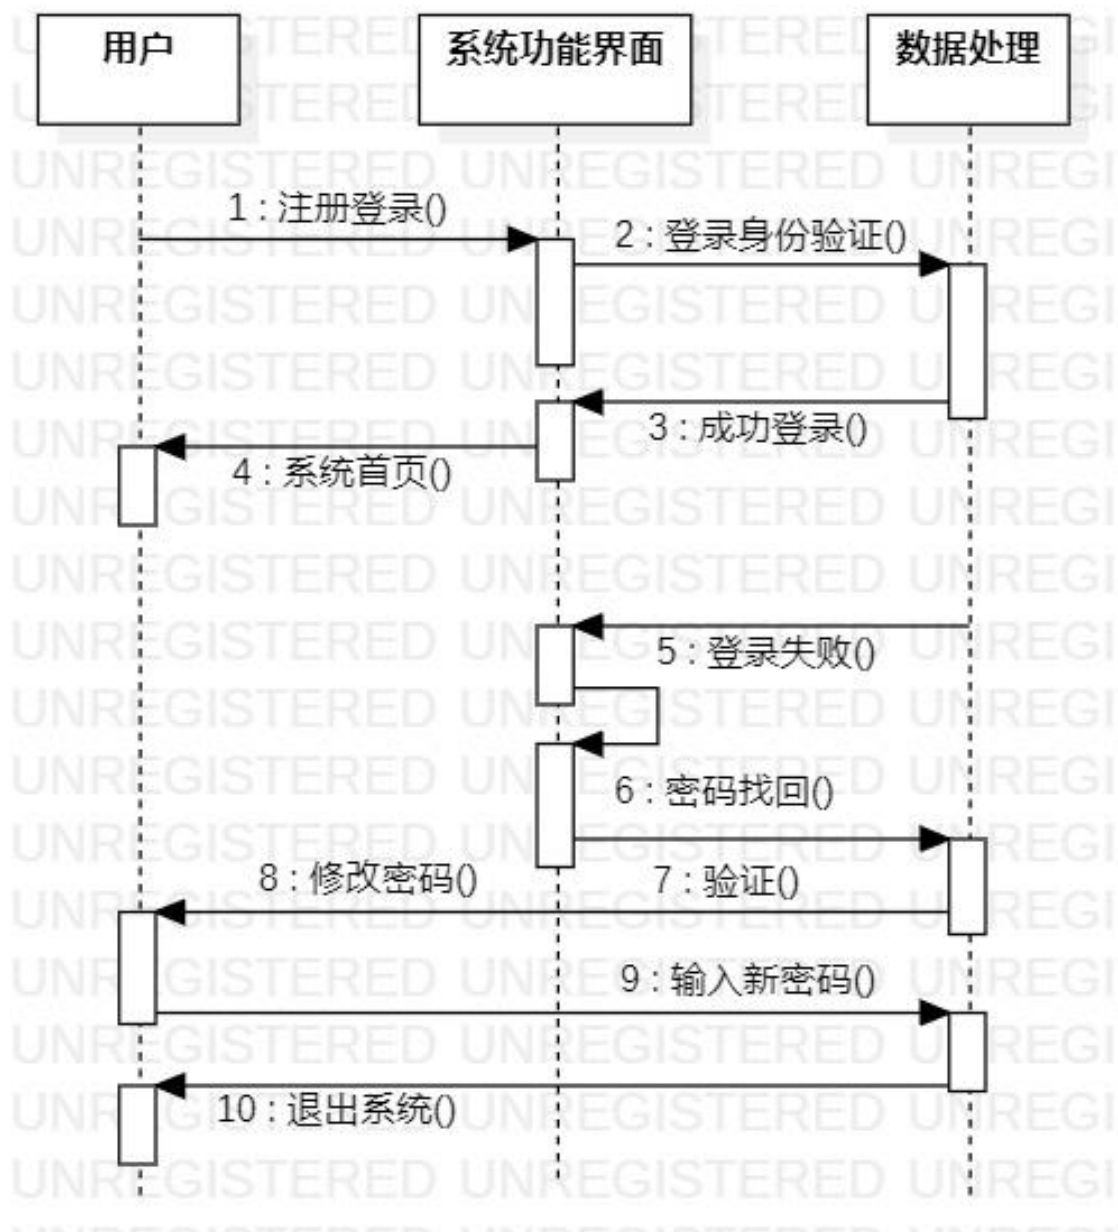 用户
系统功能界面
数据处理
1 : 注册登录()
2 : 登录身份验证()
3 : 成功登录()
4 : 系统首页()
5 : 登录失败()
6 : 密码找回()
7 : 验证()
8 : 修改密码()
9 : 输入新密码()
10 : 退出系统()
UNREGISTERED UNREGISTERED UNREGI